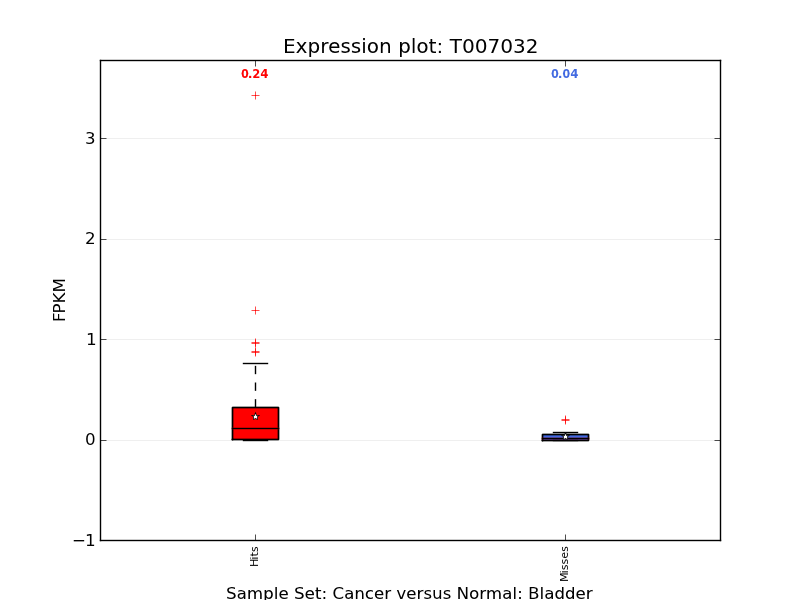 Expression plot: T007032
0.24
0.04
3
2
1
0
−1
FPKM
Hits
Misses
Sample Set: Cancer versus Normal: Bladder